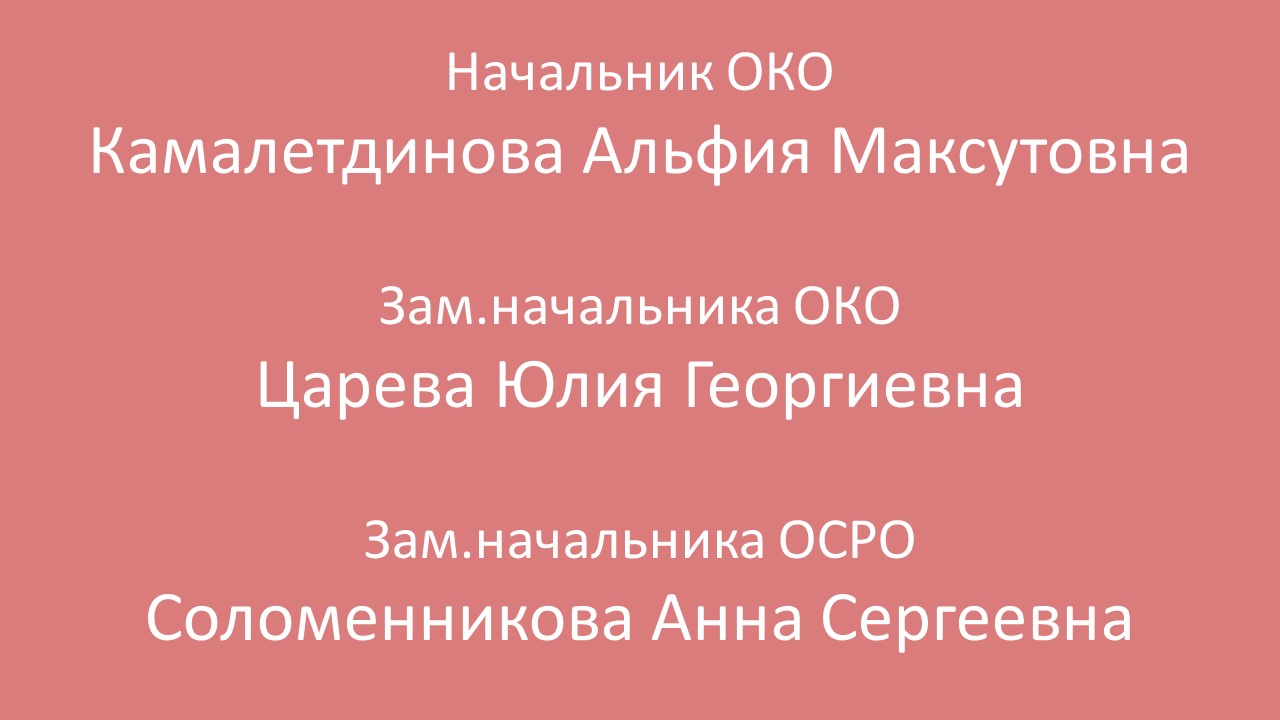 Начальник ОКО
Камалетдинова Альфия Максутовна
Зам.начальника ОКО
Царева Юлия Георгиевна
Зам.начальника ОСРО
Соломенникова Анна Сергеевна